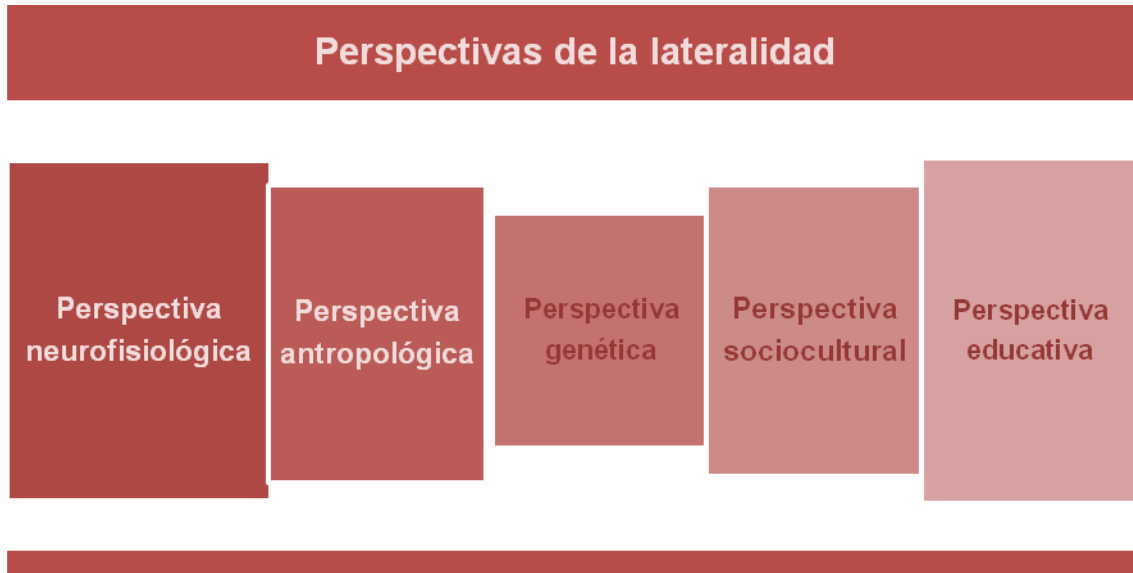 Perspectivas de la lateralidad
Perspectiva
neurofisiológica
Perspectiva
antropológica
Perspectiva
genética
Perspectiva
sociocultural
Perspectiva
educativa